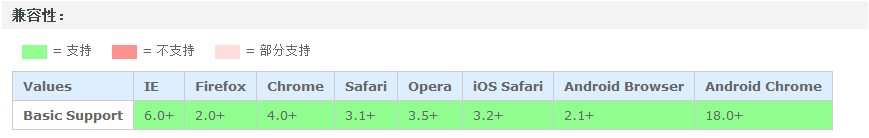 兼容性：
= 支持 = 不支持 = 部分支持
Values IE Firefox Chrome Safari Opera iOS Safari Android Browser Android Chrome
Basic Support 6.0+ 2.0+ 4.0+ 3.1+ 3.5+ 3.2+ 2.1+ 18.0+